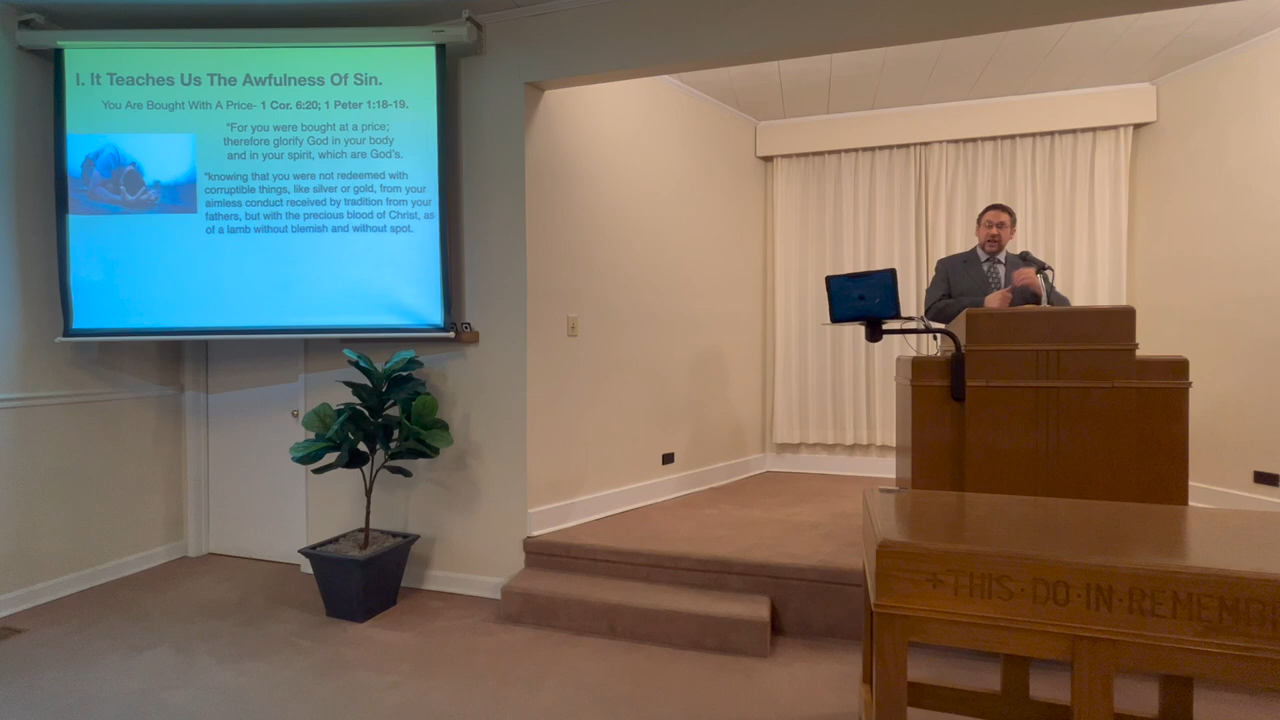 I. It Teaches Us The Awfulness Of Sin.
You Are Bought With A Price- 1 Cor. 6:20; 1 Peter 1:18-19.
"For you were bought at a price;
therefore glorify God in your body
and in your spirit, which are God's.
"knowing that you were not redeemed with
corruptible things, like silver or gold, from your
aimless conduct received by tradition from your
fathers, but with the precious blood of Christ, as
of a lamb without blemish and without spot.
+THIS·DO·IN·REMEMB